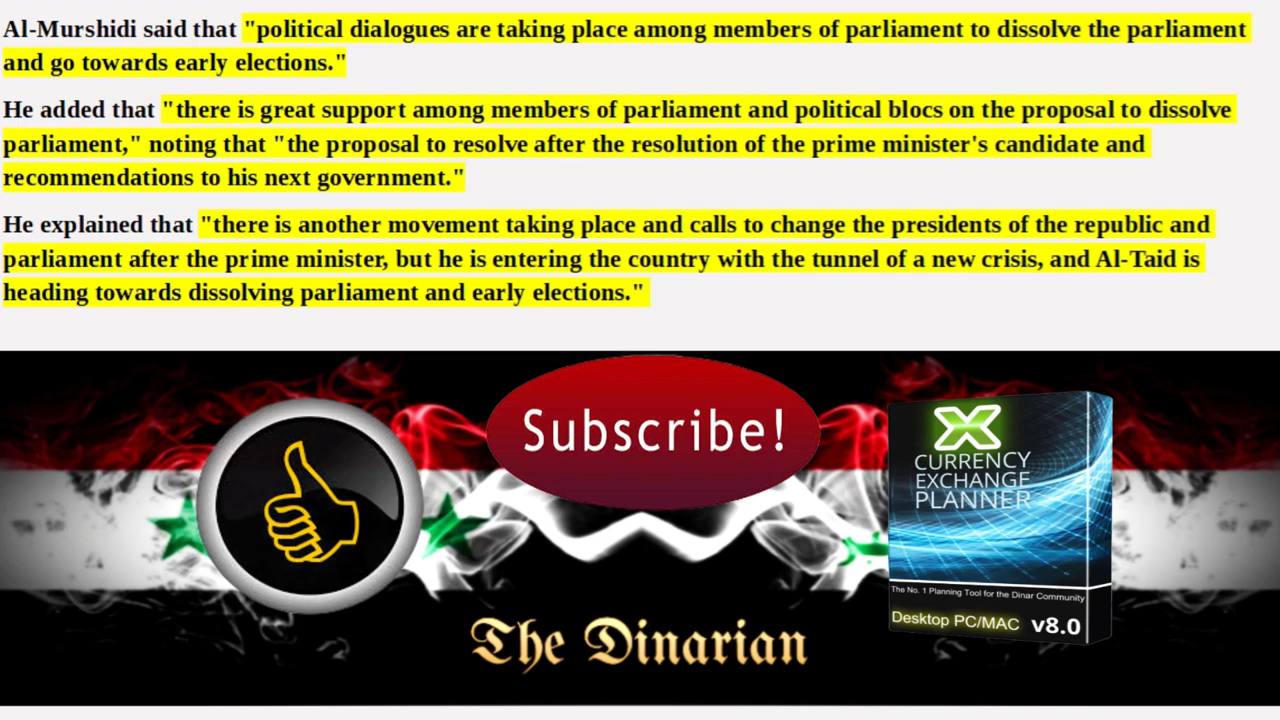 Al-Murshidi said that "political dialogues are taking place among members of parliament to dissolve the parliament
and go towards early elections."
He added that "there is great support among members of parliament and political blocs on the proposal to dissolve
parliament," noting that "the proposal to resolve after the resolution of the prime minister's candidate and
recommendations to his next government."
He explained that "there is another movement taking place and calls to change the presidents of the republic and
parliament after the prime minister, but he is entering the country with the tunnel of a new crisis, and Al-Taid is
heading towards dissolving parliament and early elections."
Subscribe!
X
CURRENCY
EXCHANGE
PLANNER
The No. 1 Planning Tool for the Dinar Community
Desktop PC/MAC v8.0
The Dinarian